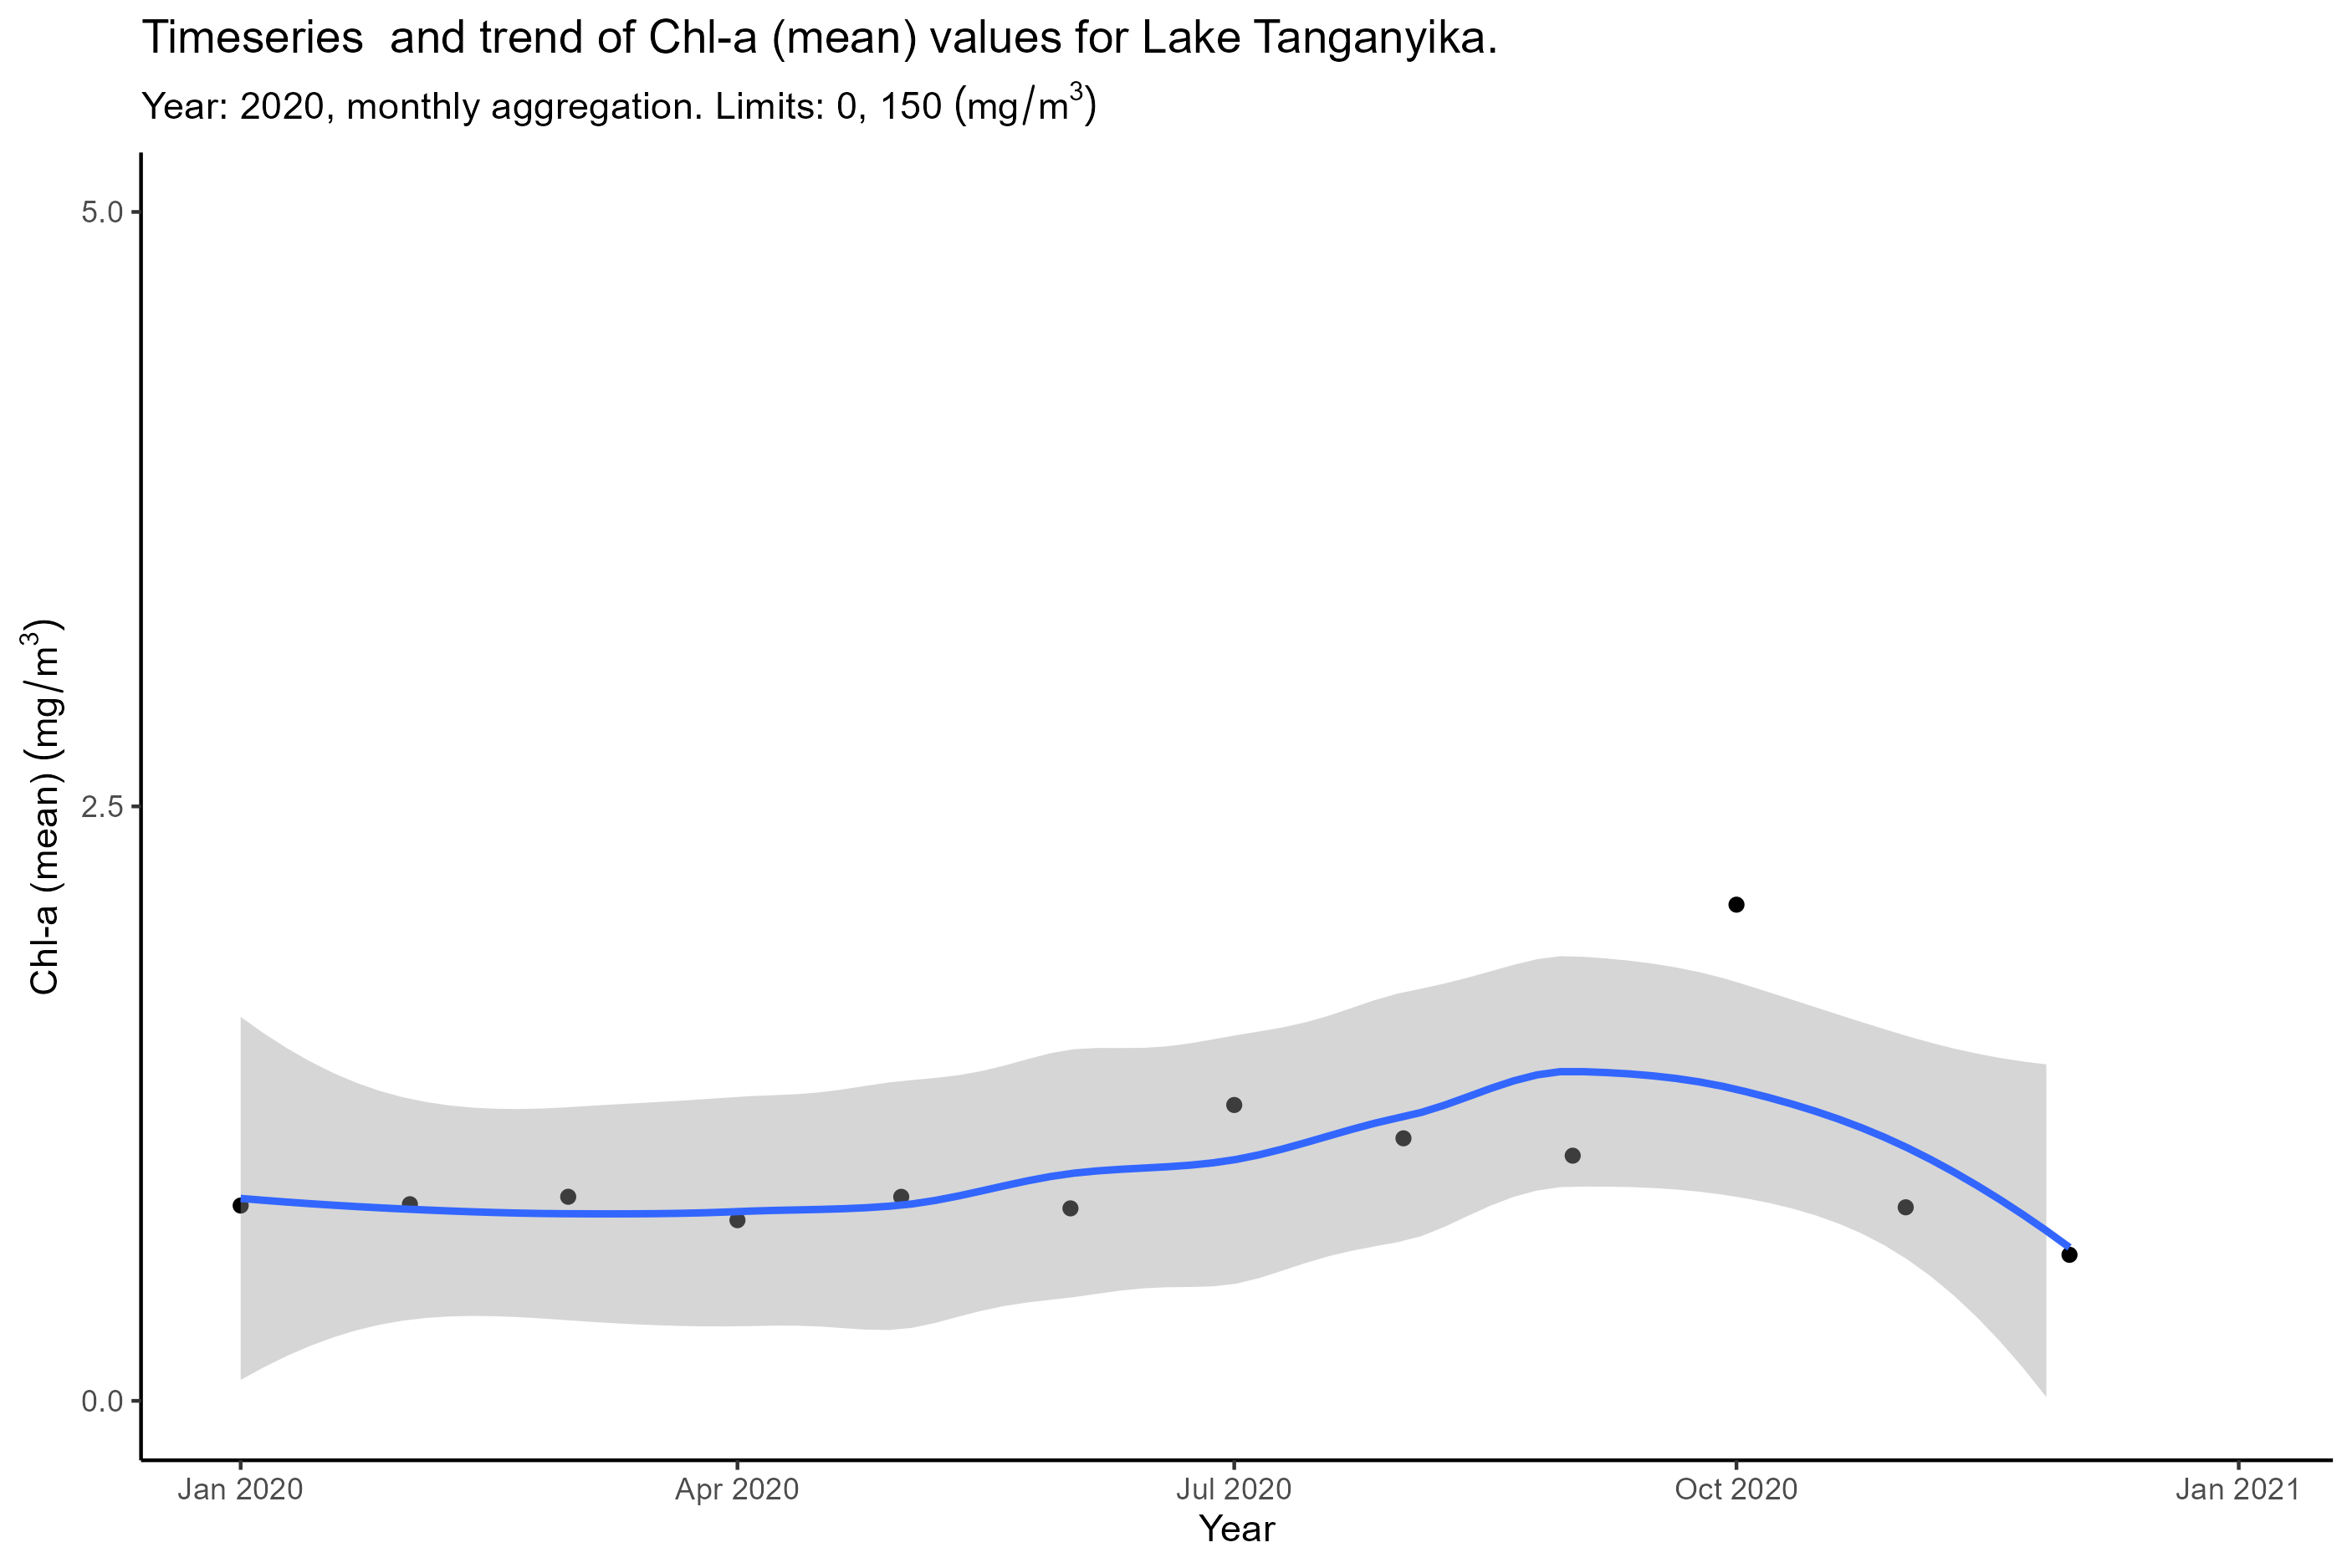 Timeseries  and trend of Chl-a (mean) values for Lake Tanganyika.
Year: 2020, monthly aggregation. Limits: 0, 150 (mg/m³)
Chl-a (mean) (mg/m³)
5.0
2.5
0.0
Jan 2020
Apr 2020
Jul 2020
Oct 2020
Jan 2021
Year